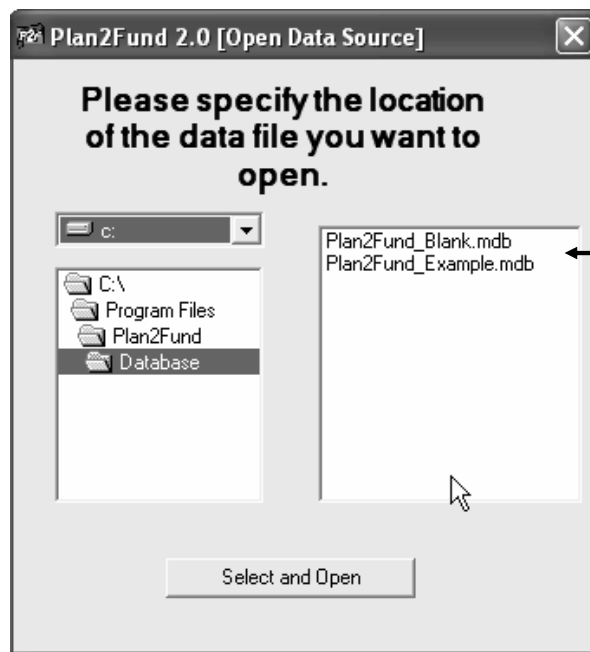 P2F Plan2Fund 2.0 [Open Data Source]
Please specify the location
of the data file you want to
open.
c:
C:\
Program Files
Plan2Fund
Database
Plan2Fund_Blank.mdb
Plan2Fund_Example.mdb
Select and Open